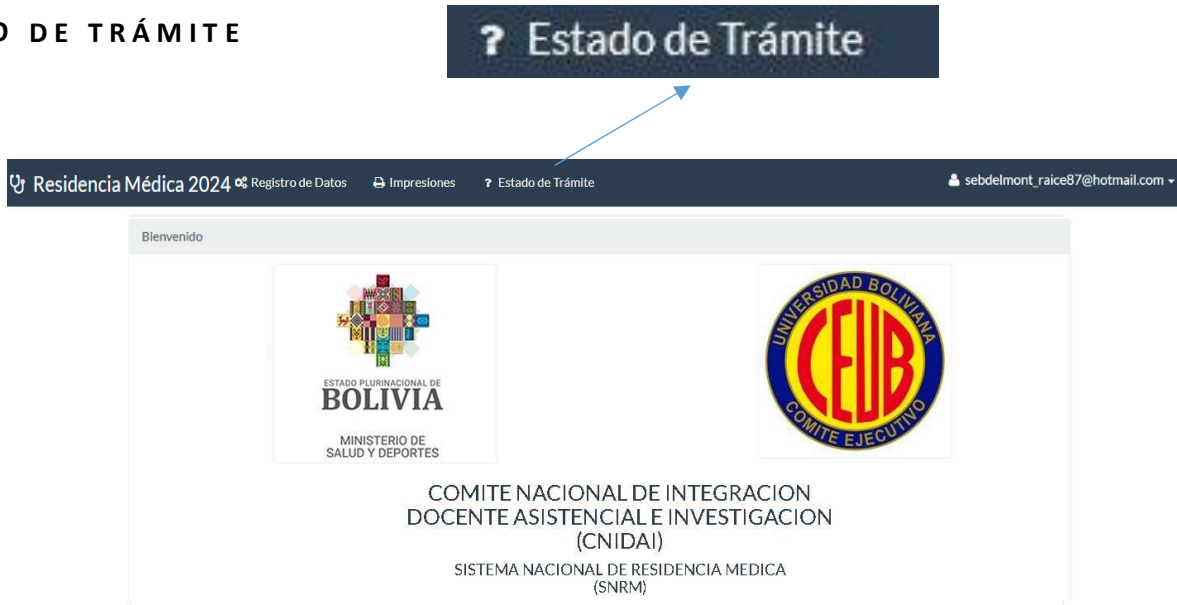 O DE TRÁMITE
? Estado de Trámite
Residencia Médica 2024 Registro de Datos Impresiones ? Estado de Trámite sebdelmont_raice87@hotmail.com
Bienvenido
ESTADO PLURINACIONAL DE
BOLIVIA
MINISTERIO DE
SALUD Y DEPORTES
UNIVERSIDAD BOLIVIANA
CEUB
COMITE EJECUTIVO
COMITE NACIONAL DE INTEGRACION
DOCENTE ASISTENCIAL E INVESTIGACION
(CNIDAI)
SISTEMA NACIONAL DE RESIDENCIA MEDICA
(SNRM)